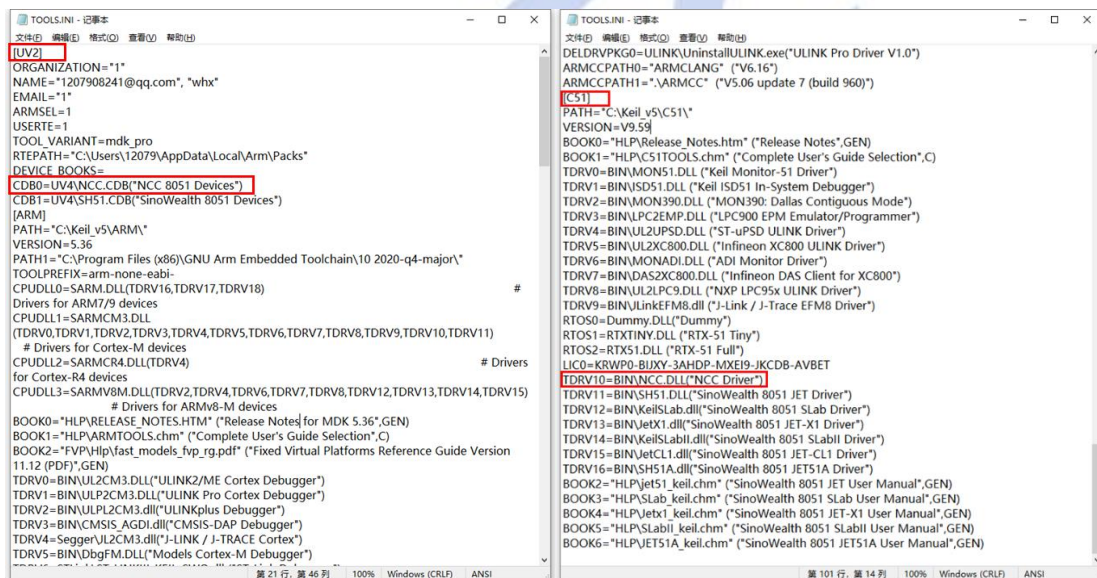 TOOLS.INI - 记事本
文件(F) 编辑(E) 格式(O) 查看(V) 帮助(H)
[UV2]
ORGANIZATION="1"
NAME="1207908241@qq.com", "whx"
EMAIL="1"
ARMSEL=1
USERTE=1
TOOL_VARIANT=mdk_pro
RTEPATH="C:\Users\12079\AppData\Local\Arm\Packs"
DEVICE_BOOKS=
CDB0=UV4\NCC.CDB("NCC 8051 Devices")
CDB1=UV4\SH51.CDB("SinoWealth 8051 Devices")
[ARM]
PATH="C:\Keil_v5\ARM\"
VERSION=5.36
PATH1="C:\Program Files (x86)\GNU Arm Embedded Toolchain\10 2020-q4-major\"
TOOLPREFIX=arm-none-eabi-
CPUDLL0=SARM.DLL(TDRV16,TDRV17,TDRV18) #
Drivers for ARM7/9 devices
CPUDLL1=SARMCM3.DLL
(TDRV0,TDRV1,TDRV2,TDRV3,TDRV4,TDRV5,TDRV6,TDRV7,TDRV8,TDRV9,TDRV10,TDRV11)
# Drivers for Cortex-M devices
CPUDLL2=SARMCR4.DLL(TDRV4) # Drivers
for Cortex-R4 devices
CPUDLL3=SARMV8M.DLL(TDRV2,TDRV4,TDRV6,TDRV7,TDRV8,TDRV12,TDRV13,TDRV14,TDRV15)
# Drivers for ARMv8-M devices
BOOK0="HLP\RELEASE_NOTES.HTM" ("Release Notes for MDK 5.36",GEN)
BOOK1="HLP\ARMTOOLS.chm" ("Complete User's Guide Selection",C)
BOOK2="FVP\Hlp\fast_models_fvp_rg.pdf" ("Fixed Virtual Platforms Reference Guide Version
11.12 (PDF)",GEN)
TDRV0=BIN\UL2CM3.DLL("ULINK2/ME Cortex Debugger")
TDRV1=BIN\ULP2CM3.DLL("ULINK Pro Cortex Debugger")
TDRV2=BIN\ULPL2CM3.dll("ULINKplus Debugger")
TDRV3=BIN\CMSIS_AGDI.dll("CMSIS-DAP Debugger")
TDRV4=Segger\JL2CM3.dll("J-LINK / J-TRACE Cortex")
TDRV5=BIN\DbgFM.DLL("Models Cortex-M Debugger")
第 21 行, 第 46 列 100% Windows (CRLF) ANSI
TOOLS.INI - 记事本
文件(F) 编辑(E) 格式(O) 查看(V) 帮助(H)
DELDRVPKG0=ULINK\UninstallULINK.exe("ULINK Pro Driver V1.0")
ARMCCPATH0="ARMCLANG" ("V6.16")
ARMCCPATH1=".\ARMCC" ("V5.06 update 7 (build 960)")
[C51]
PATH="C:\Keil_v5\C51\"
VERSION=V9.59
BOOK0="HLP\Release_Notes.htm" ("Release Notes",GEN)
BOOK1="HLP\C51TOOLS.chm" ("Complete User's Guide Selection",C)
TDRV0=BIN\MON51.DLL ("Keil Monitor-51 Driver")
TDRV1=BIN\ISD51.DLL ("Keil ISD51 In-System Debugger")
TDRV2=BIN\MON390.DLL ("MON390: Dallas Contiguous Mode")
TDRV3=BIN\LPC2EMP.DLL ("LPC900 EPM Emulator/Programmer")
TDRV4=BIN\UL2UPSD.DLL ("ST-uPSD ULINK Driver")
TDRV5=BIN\UL2XC800.DLL ("Infineon XC800 ULINK Driver")
TDRV6=BIN\MONADI.DLL ("ADI Monitor Driver")
TDRV7=BIN\DAS2XC800.DLL ("Infineon DAS Client for XC800")
TDRV8=BIN\UL2LPC9.DLL ("NXP LPC95x ULINK Driver")
TDRV9=BIN\JLinkEFM8.dll ("J-Link / J-Trace EFM8 Driver")
RTOS0=Dummy.DLL("Dummy")
RTOS1=RTXTINY.DLL ("RTX-51 Tiny")
RTOS2=RTX51.DLL ("RTX-51 Full")
LIC0=KRWP0-BIJXY-3AHDP-MXEI9-JKCDB-AVBET
TDRV10=BIN\NCC.DLL("NCC Driver")
TDRV11=BIN\SH51.DLL("SinoWealth 8051 JET Driver")
TDRV12=BIN\KeilSLab.dll("SinoWealth 8051 SLab Driver")
TDRV13=BIN\JetX1.dll("SinoWealth 8051 JET-X1 Driver")
TDRV14=BIN\KeilSLabII.dll("SinoWealth 8051 SLabII Driver")
TDRV15=BIN\JetCL1.dll("SinoWealth 8051 JET-CL1 Driver")
TDRV16=BIN\SH51A.dll("SinoWealth 8051 JET51A Driver")
BOOK2="HLP\jet51_keil.chm" ("SinoWealth 8051 JET User Manual",GEN)
BOOK3="HLP\SLab_keil.chm" ("SinoWealth 8051 SLab User Manual",GEN)
BOOK4="HLP\Jetx1_keil.chm" ("SinoWealth 8051 JET-X1 User Manual",GEN)
BOOK5="HLP\SLabII_keil.chm" ("SinoWealth 8051 SLabII User Manual",GEN)
BOOK6="HLP\JET51A_keil.chm" ("SinoWealth 8051 JET51A User Manual",GEN)
第 101 行, 第 14 列 100% Windows (CRLF) ANSI